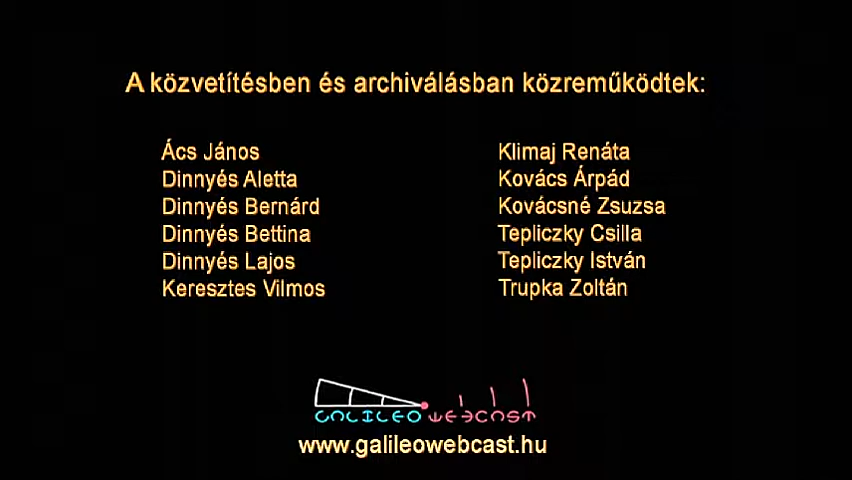 A közvetítésben és archiválásban közreműködtek:
Ács János
Dinnyés Aletta
Dinnyés Bernárd
Dinnyés Bettina
Dinnyés Lajos
Keresztes Vilmos
Klimaj Renáta
Kovács Árpád
Kovácsné Zsuzsa
Tepliczky Csilla
Tepliczky István
Trupka Zoltán
GALILEO WEBCAST
www.galileowebcast.hu